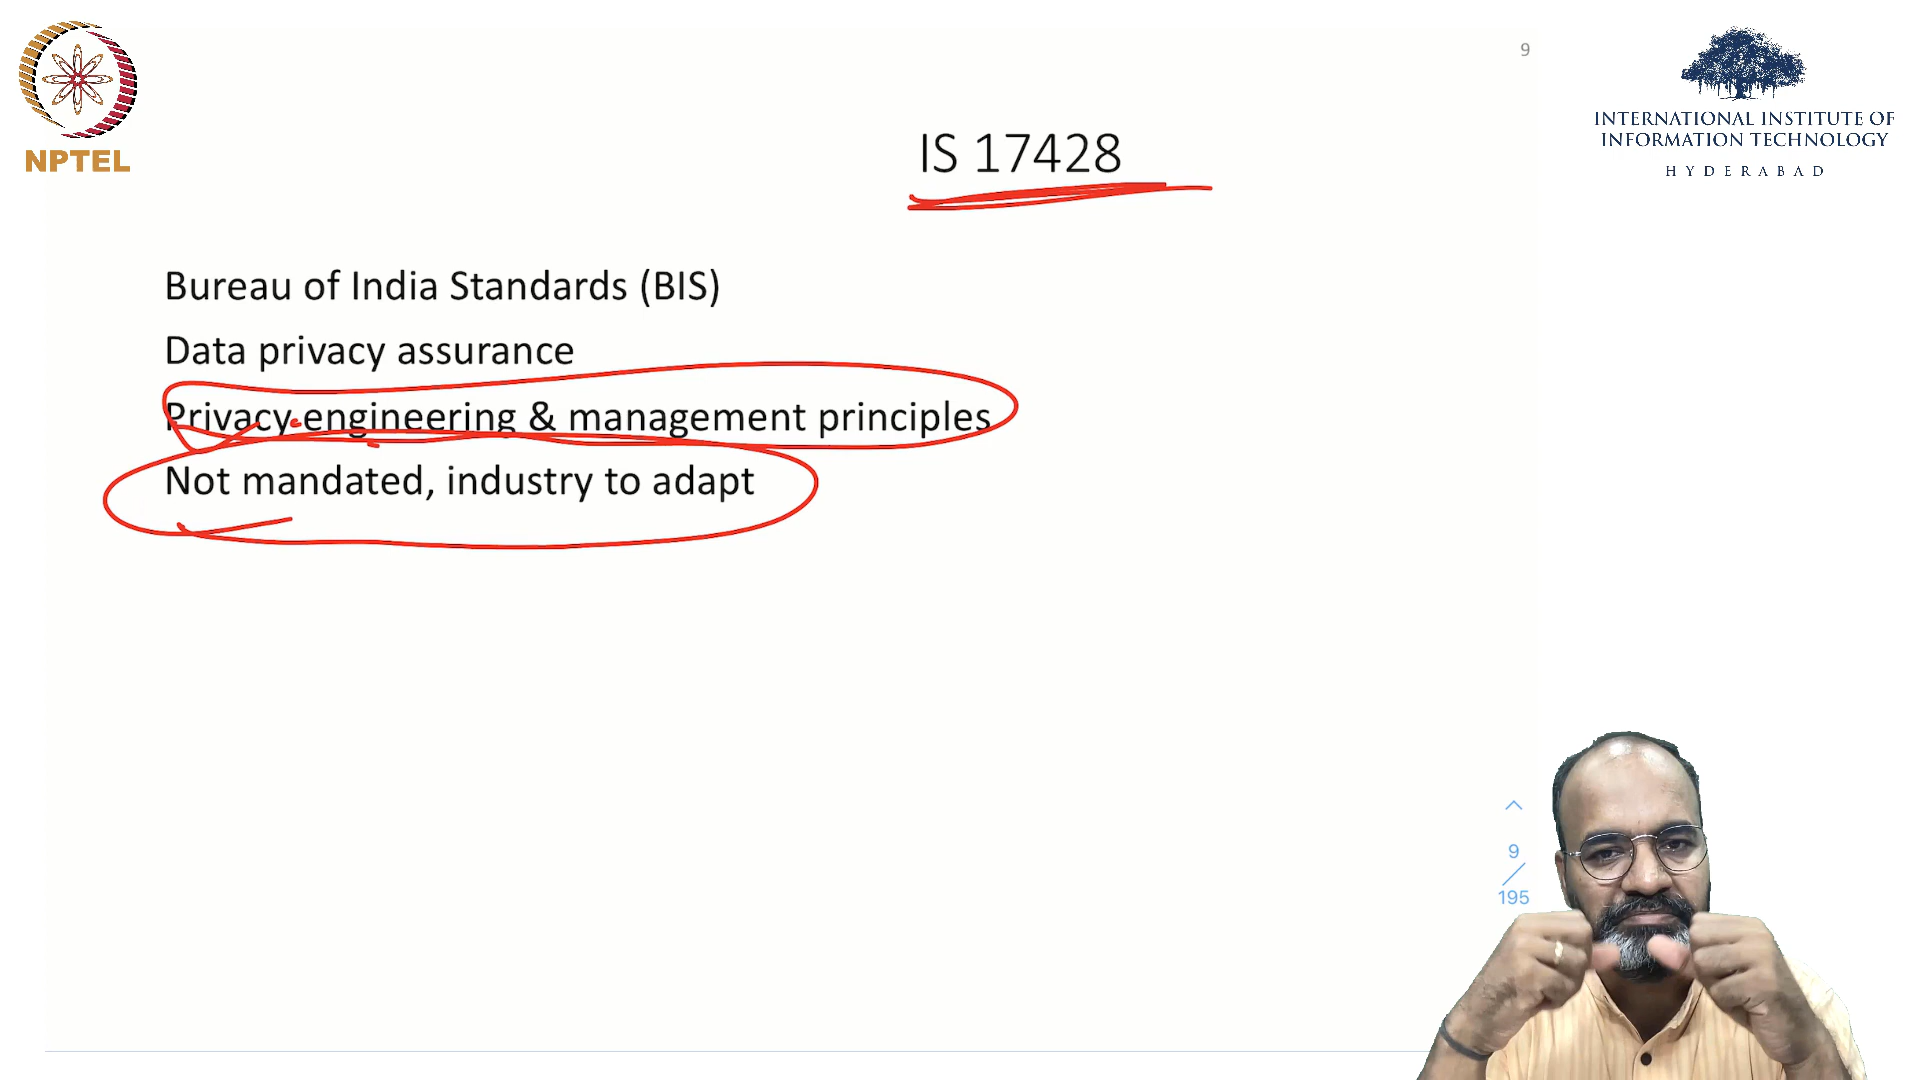 9
NPTEL
INTERNATIONAL INSTITUTE OF
INFORMATION TECHNOLOGY
HYDERABAD
IS 17428
Bureau of India Standards (BIS)
Data privacy assurance
Privacy engineering & management principles
Not mandated, industry to adapt
9
195